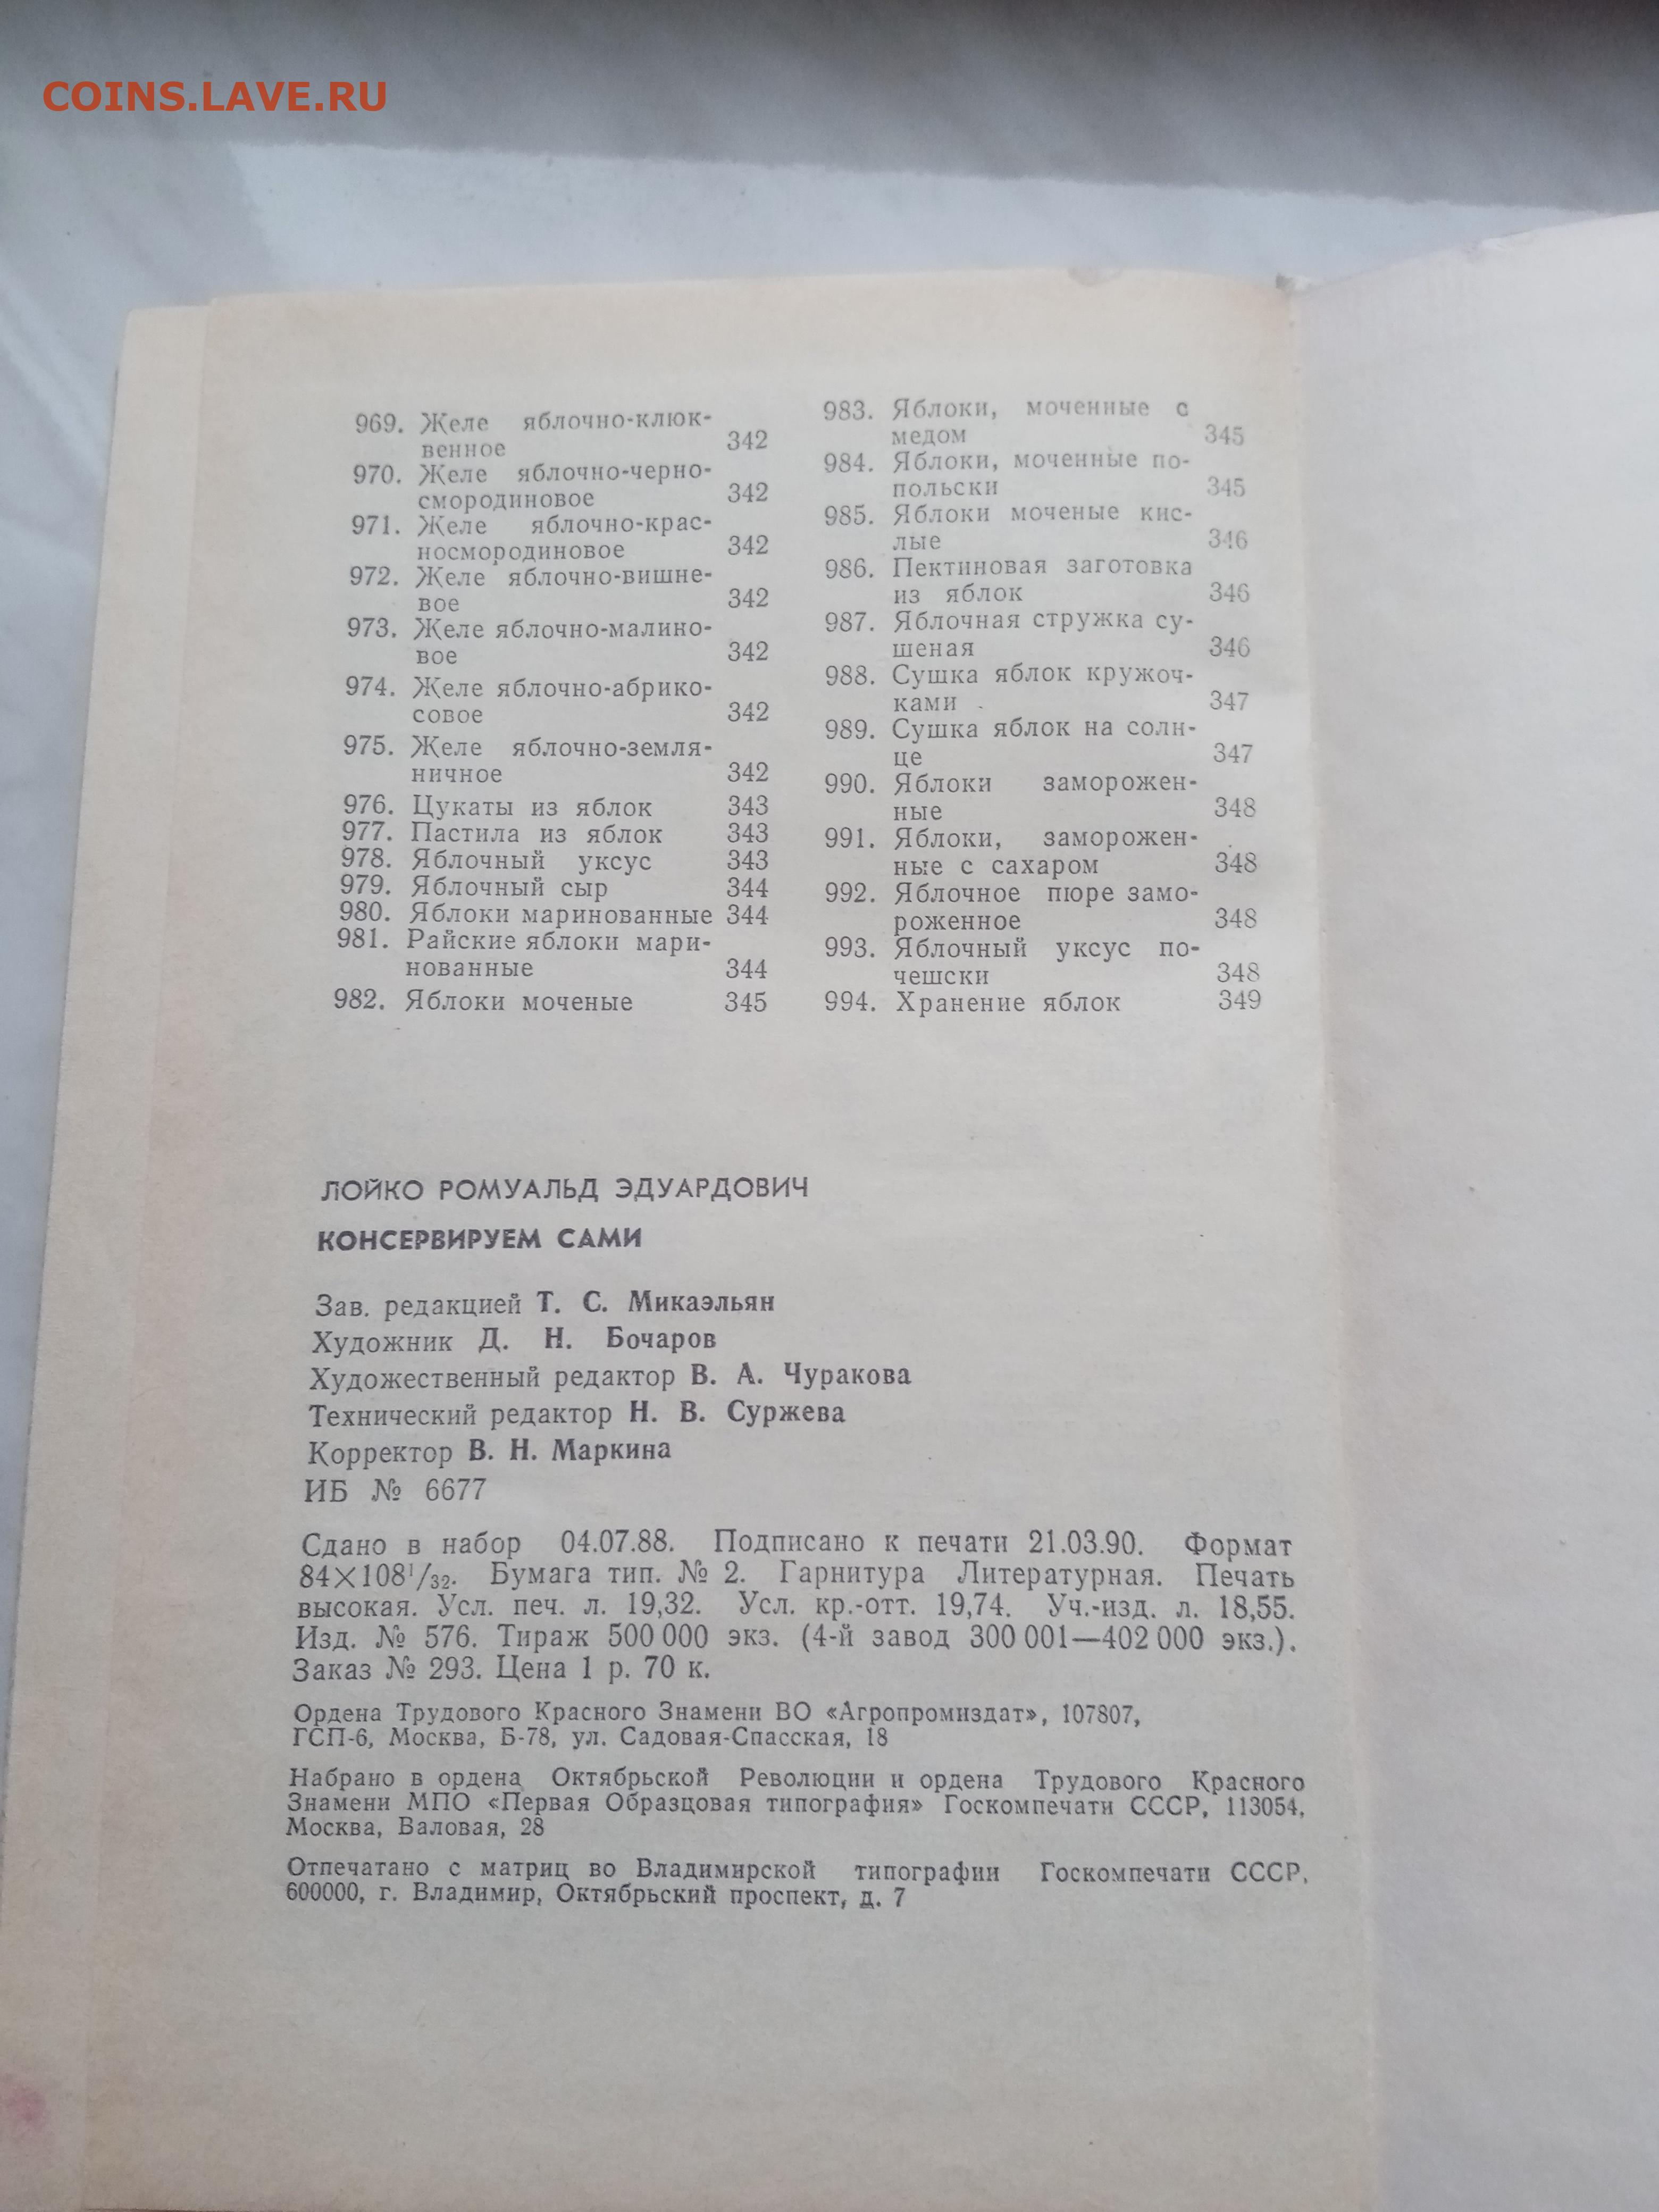 COINS.LAVE.RU
969. Желе яблочно-клюк-
венное 342
970. Желе яблочно-черно-
смородиновое 342
971. Желе яблочно-крас-
носмородиновое 342
972. Желе яблочно-вишне-
вое 342
973. Желе яблочно-малино-
вое 342
974. Желе яблочно-абрико-
совое 342
975. Желе яблочно-земля-
ничное 342
976. Цукаты из яблок 343
977. Пастила из яблок 343
978. Яблочный уксус 343
979. Яблочный сыр 344
980. Яблоки маринованные 344
981. Райские яблоки мари-
нованные 344
982. Яблоки моченые 345
983. Яблоки, моченные с
медом 345
984. Яблоки, моченные по-
польски 345
985. Яблоки моченые кис-
лые 346
986. Пектиновая заготовка
из яблок 346
987. Яблочная стружка су-
шеная 346
988. Сушка яблок кружоч-
ками 347
989. Сушка яблок на солн-
це 347
990. Яблоки заморожен-
ные 348
991. Яблоки, заморожен-
ные с сахаром 348
992. Яблочное пюре замо-
роженное 348
993. Яблочный уксус по-
чешски 348
994. Хранение яблок 349
ЛОЙКО РОМУАЛЬД ЭДУАРДОВИЧ
КОНСЕРВИРУЕМ САМИ
Зав. редакцией Т. С. Микаэльян
Художник Д. Н. Бочаров
Художественный редактор В. А. Чуракова
Технический редактор Н. В. Суржева
Корректор В. Н. Маркина
ИБ № 6677
Сдано в набор 04.07.88. Подписано к печати 21.03.90. Формат
84×108¹/₃₂. Бумага тип. № 2. Гарнитура Литературная. Печать
высокая. Усл. печ. л. 19,32. Усл. кр.-отт. 19,74. Уч.-изд. л. 18,55.
Изд. № 576. Тираж 500 000 экз. (4-й завод 300 001—402 000 экз.).
Заказ № 293. Цена 1 р. 70 к.
Ордена Трудового Красного Знамени ВО «Агропромиздат», 107807,
ГСП-6, Москва, Б-78, ул. Садовая-Спасская, 18
Набрано в ордена Октябрьской Революции и ордена Трудового Красного
Знамени МПО «Первая Образцовая типография» Госкомпечати СССР, 113054,
Москва, Валовая, 28
Отпечатано с матриц во Владимирской типографии Госкомпечати СССР,
600000, г. Владимир, Октябрьский проспект, д. 7